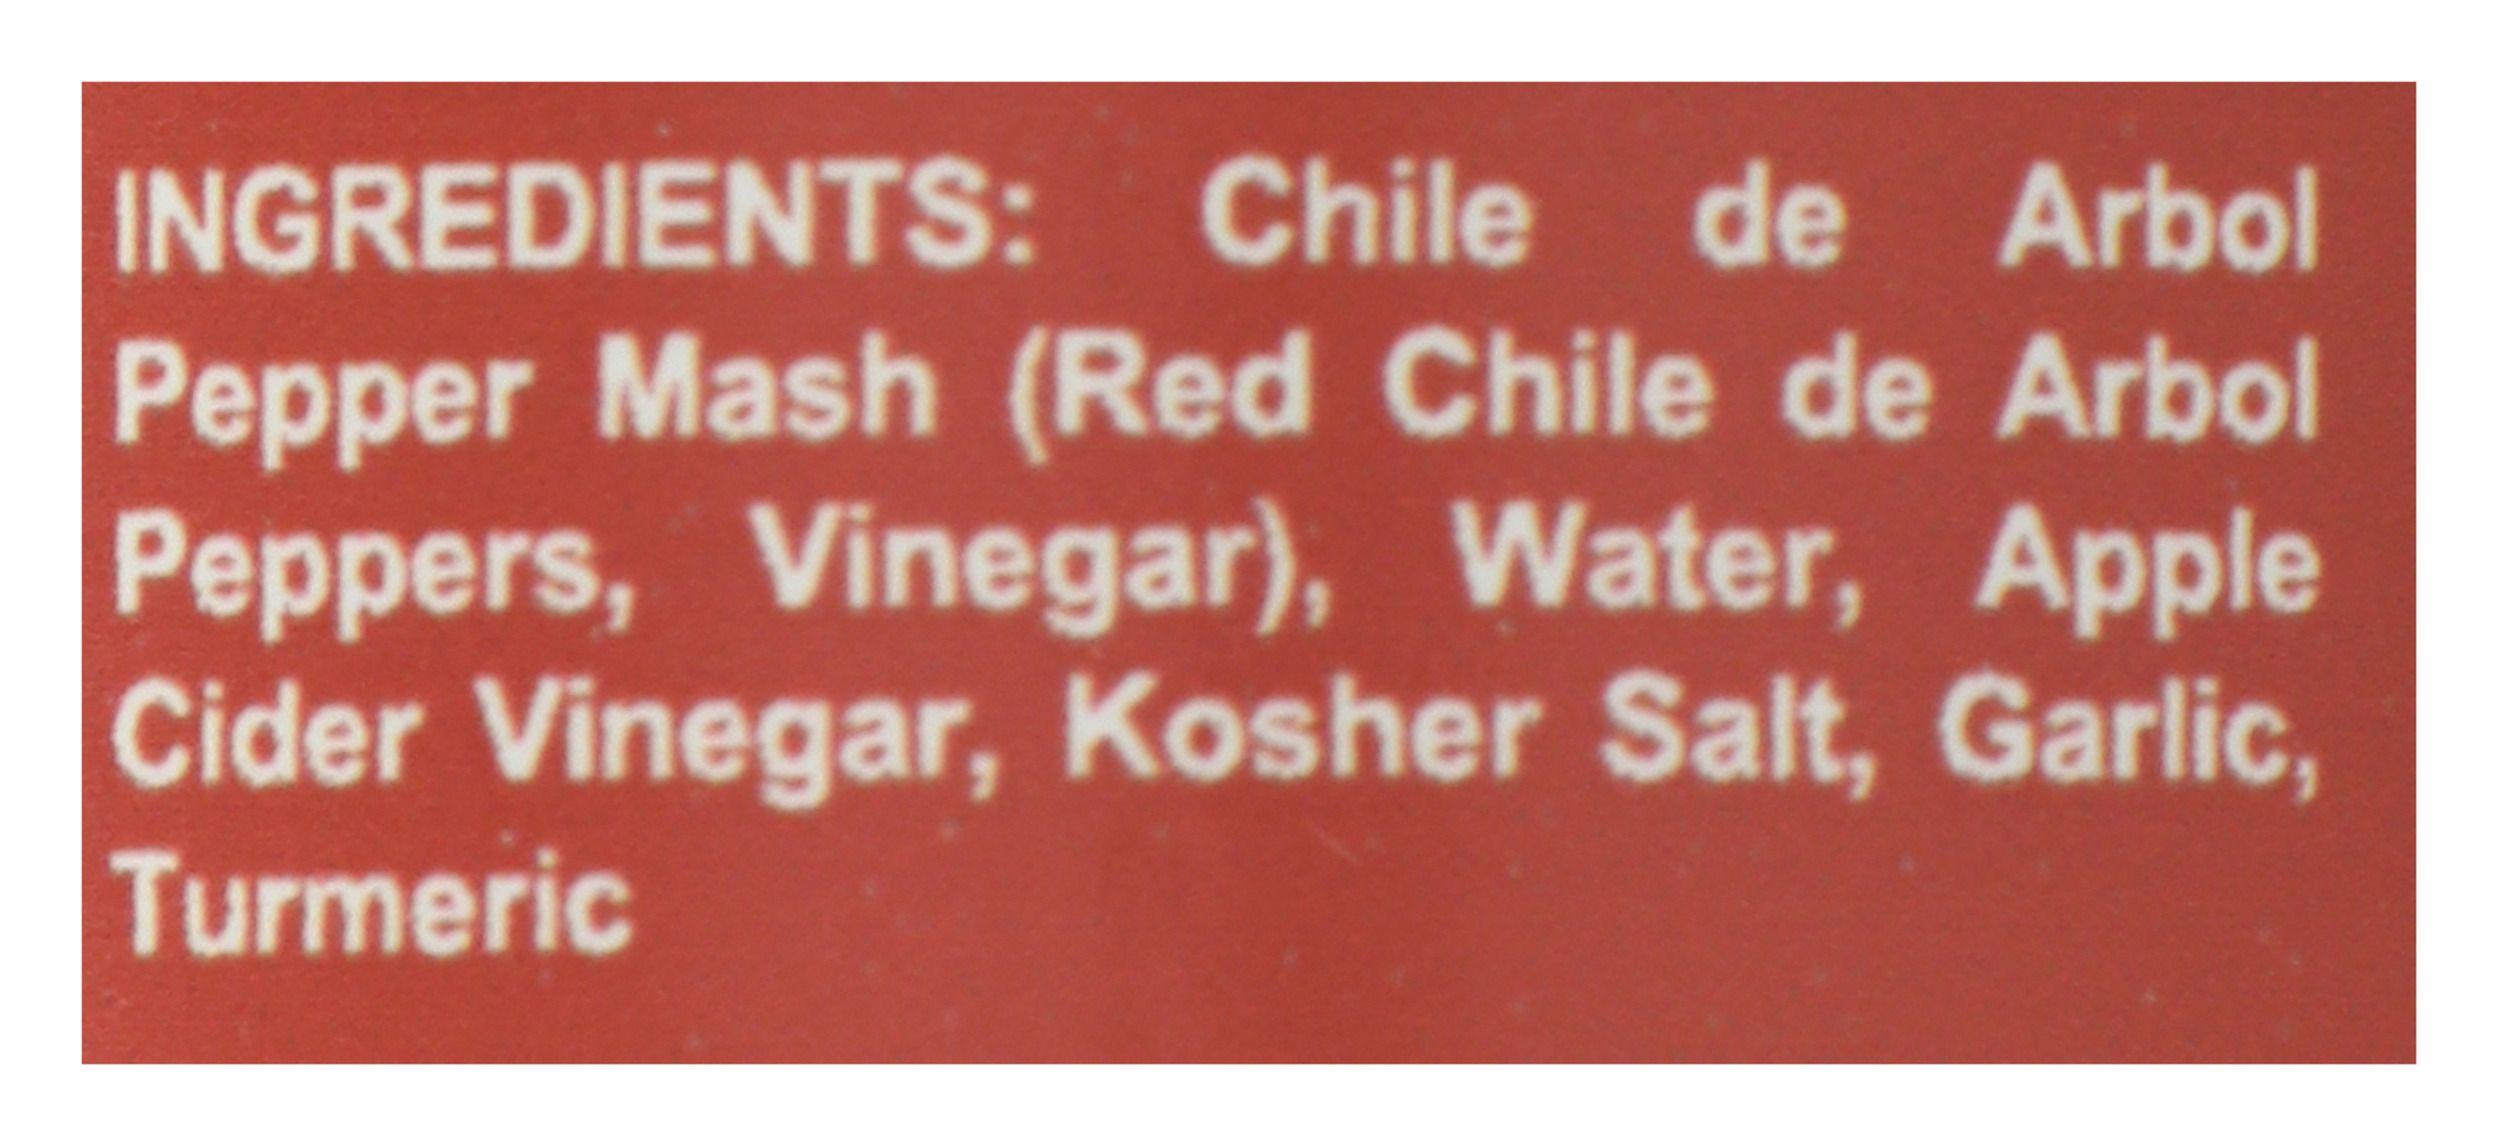 INGREDIENTS: Chile de Arbol
Pepper Mash (Red Chile de Arbol
Peppers, Vinegar), Water, Apple
Cider Vinegar, Kosher Salt, Garlic,
Turmeric